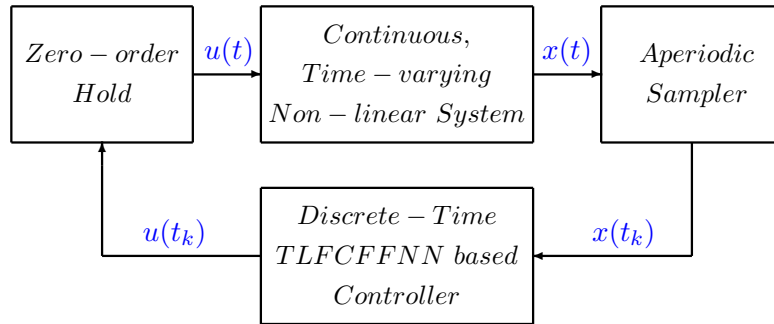 Zero − order
Hold
u(t)
Continuous,
Time − varying
Non − linear System
x(t)
Aperiodic
Sampler
u(t_k)
Discrete − Time
TLFCFFNN based
Controller
x(t_k)